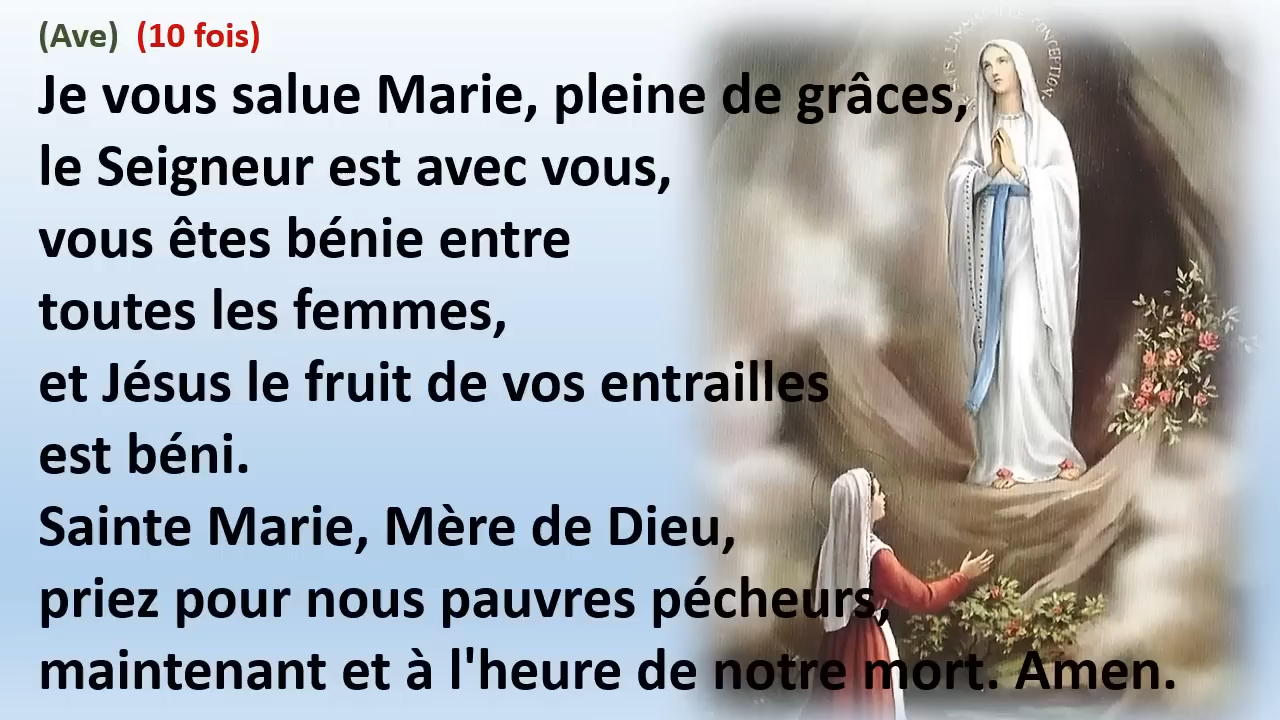 (Ave) (10 fois)
Je vous salue Marie, pleine de grâces,
le Seigneur est avec vous,
vous êtes bénie entre
toutes les femmes,
et Jésus le fruit de vos entrailles
est béni.
Sainte Marie, Mère de Dieu,
priez pour nous pauvres pécheurs,
maintenant et à l'heure de notre mort. Amen.
CONCEPTION